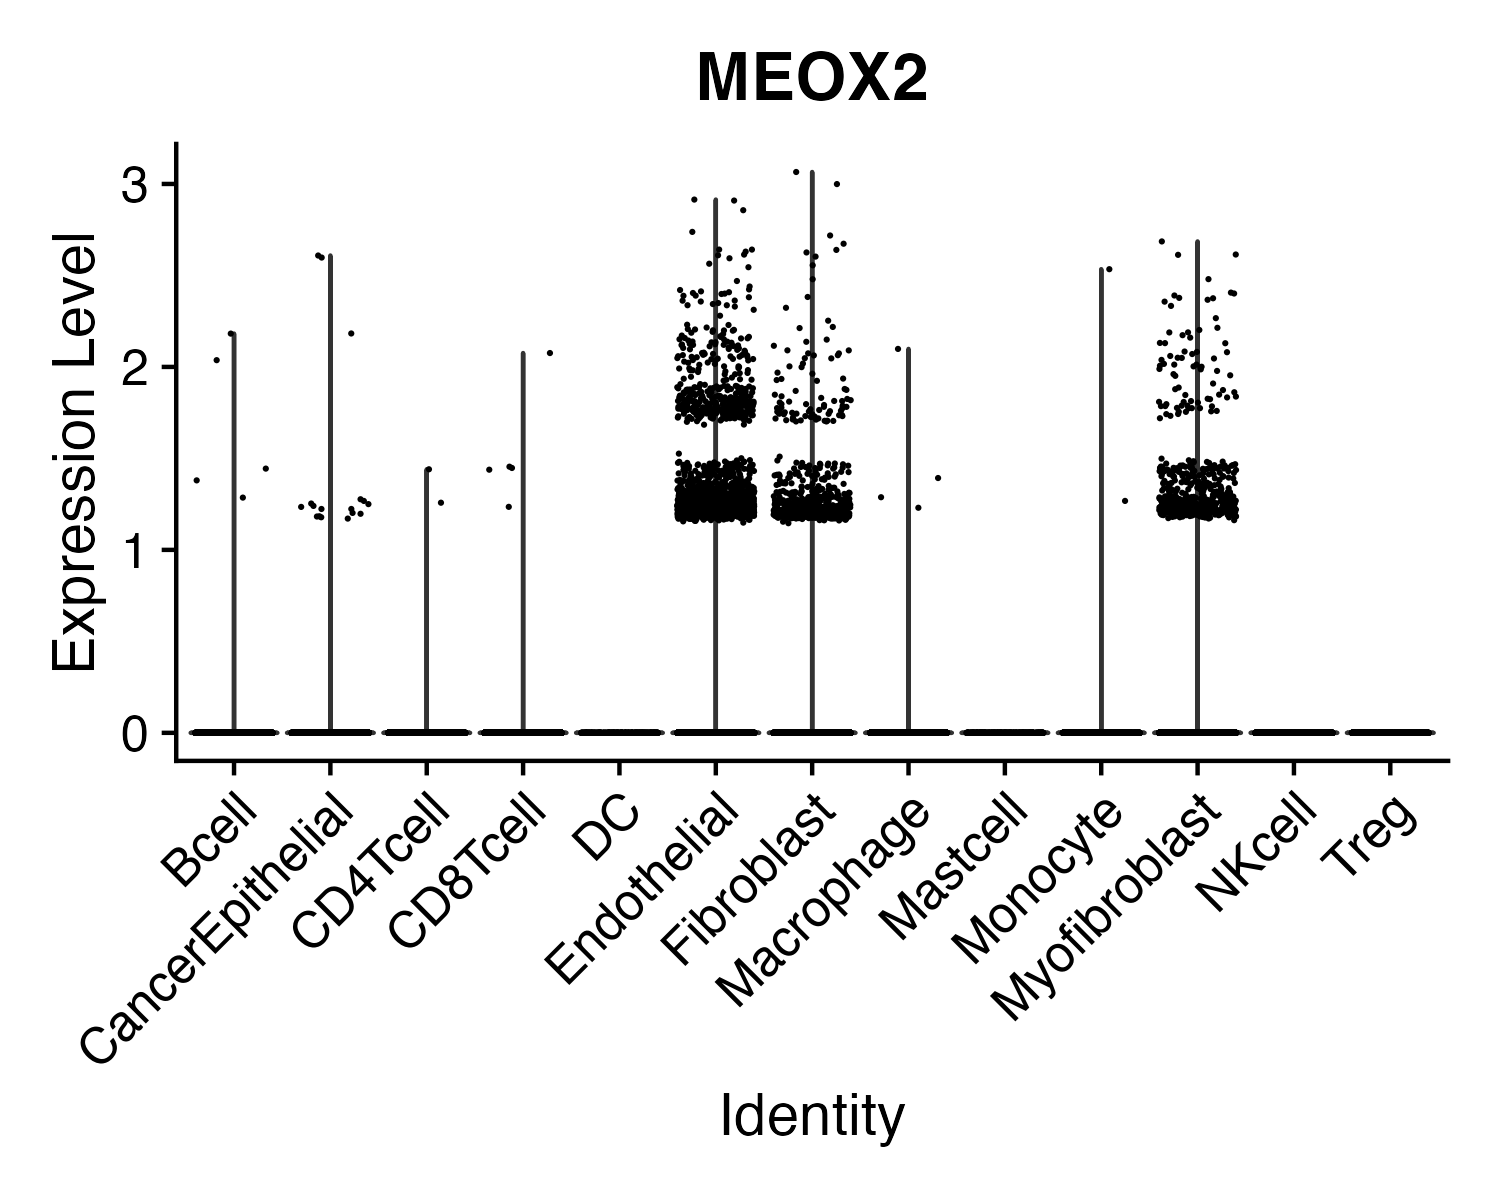 MEOX2
Expression Level
3
2
1
0
Bcell
CancerEpithelial
CD4Tcell
CD8Tcell
DC
Endothelial
Fibroblast
Macrophage
Mastcell
Monocyte
Myofibroblast
NKcell
Treg
Identity